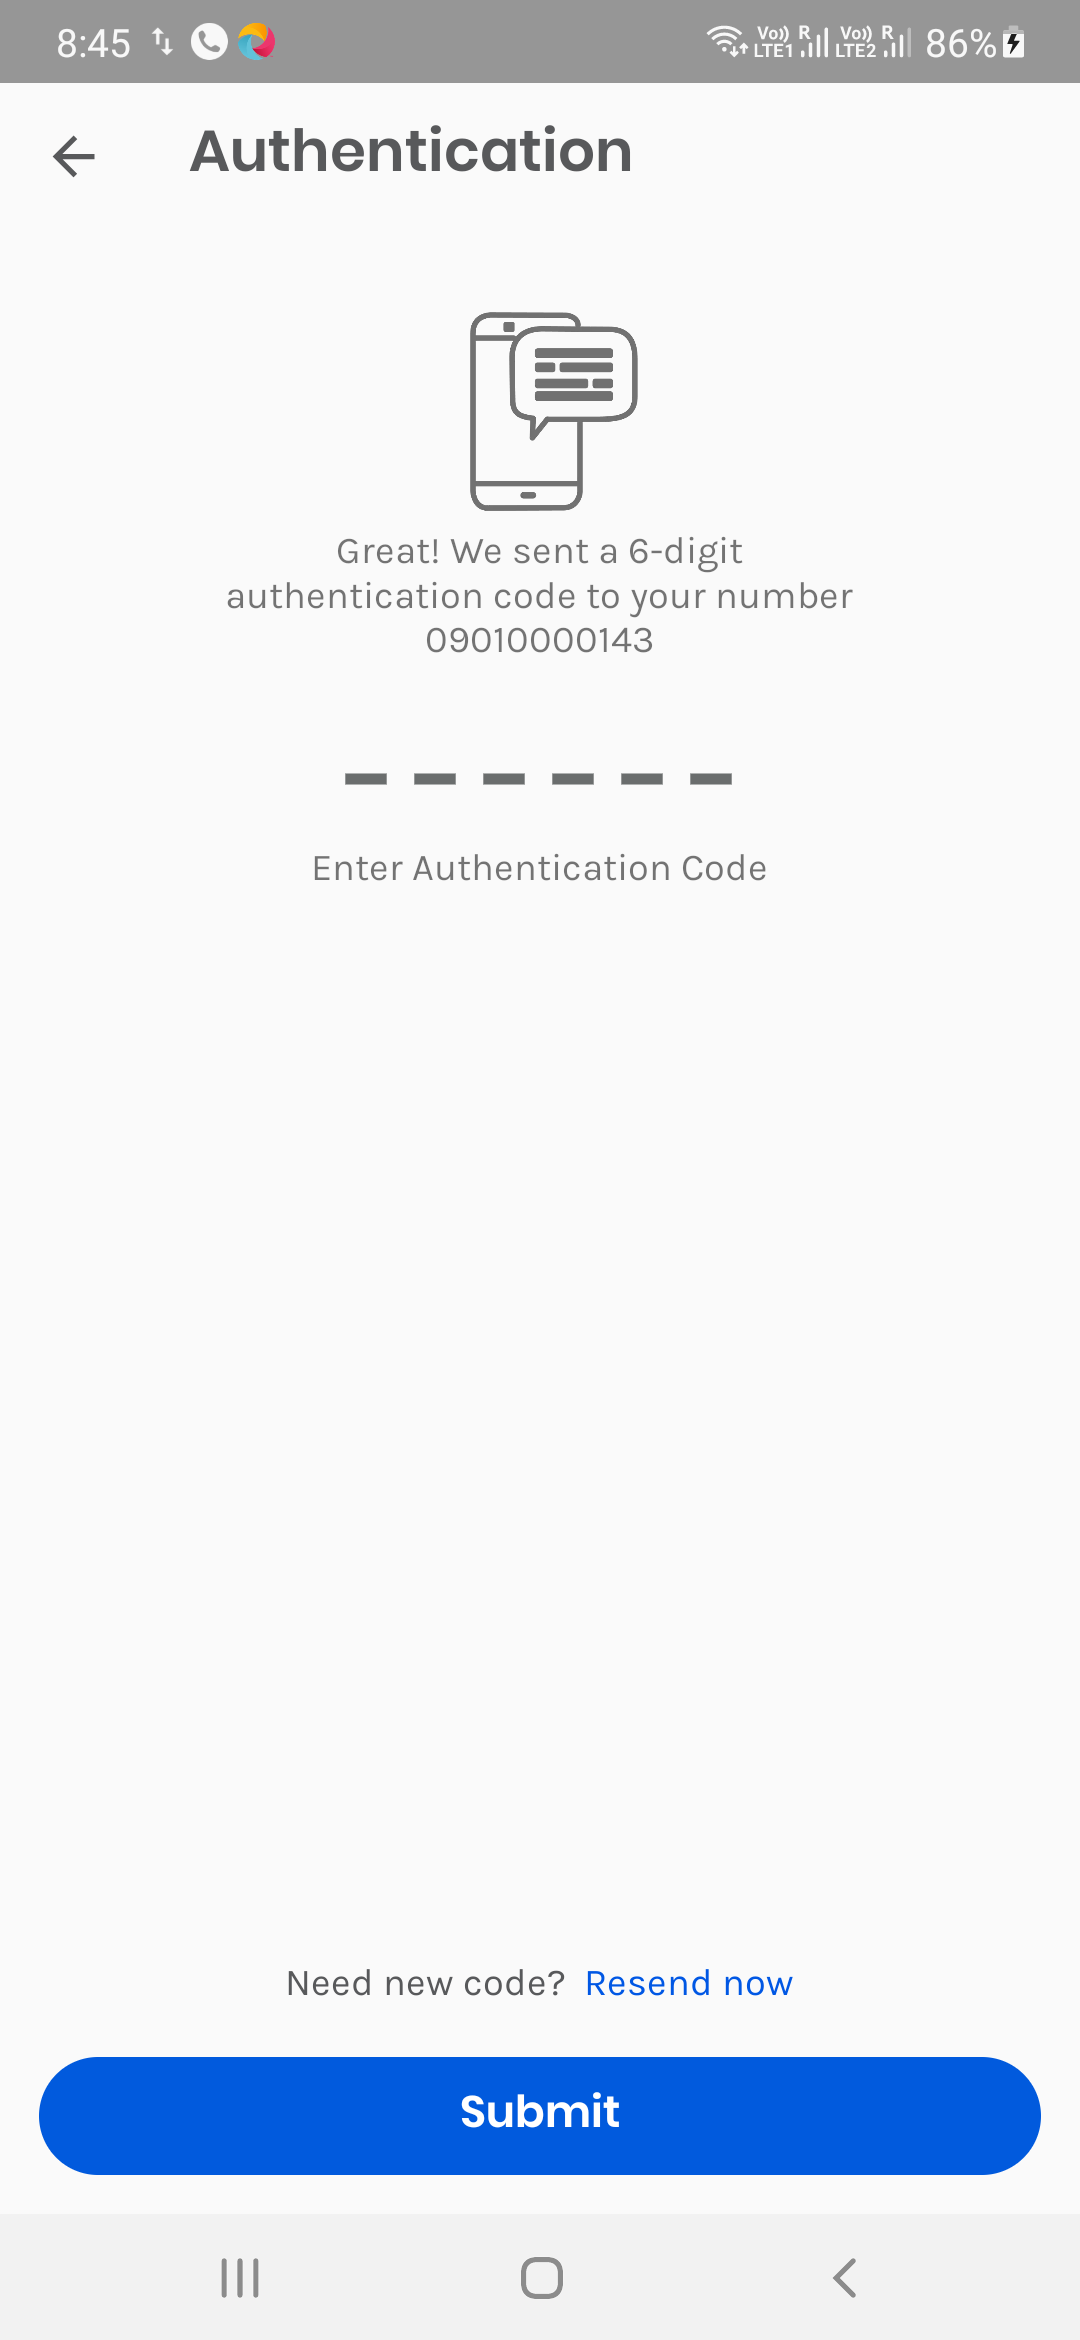 8:45
Vo)) R Vo)) R
LTE1 LTE2 86%
Authentication
Great! We sent a 6-digit
authentication code to your number
09010000143
Enter Authentication Code
Need new code? Resend now
Submit